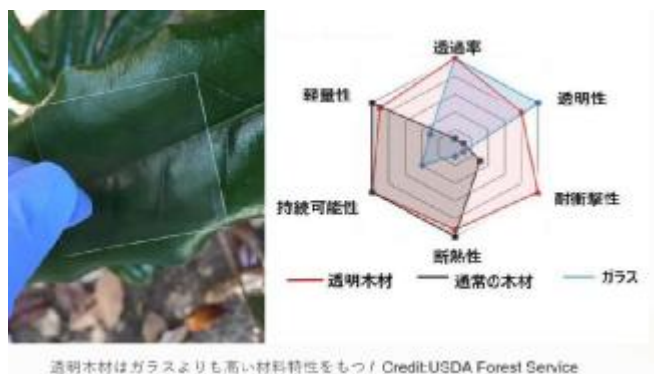 透過率
軽量性
透明性
持続可能性
耐衝撃性
断熱性
透明木材 通常の木材 ガラス
透明木材はガラスよりも高い材料特性をもつ / Credit:USDA Forest Service